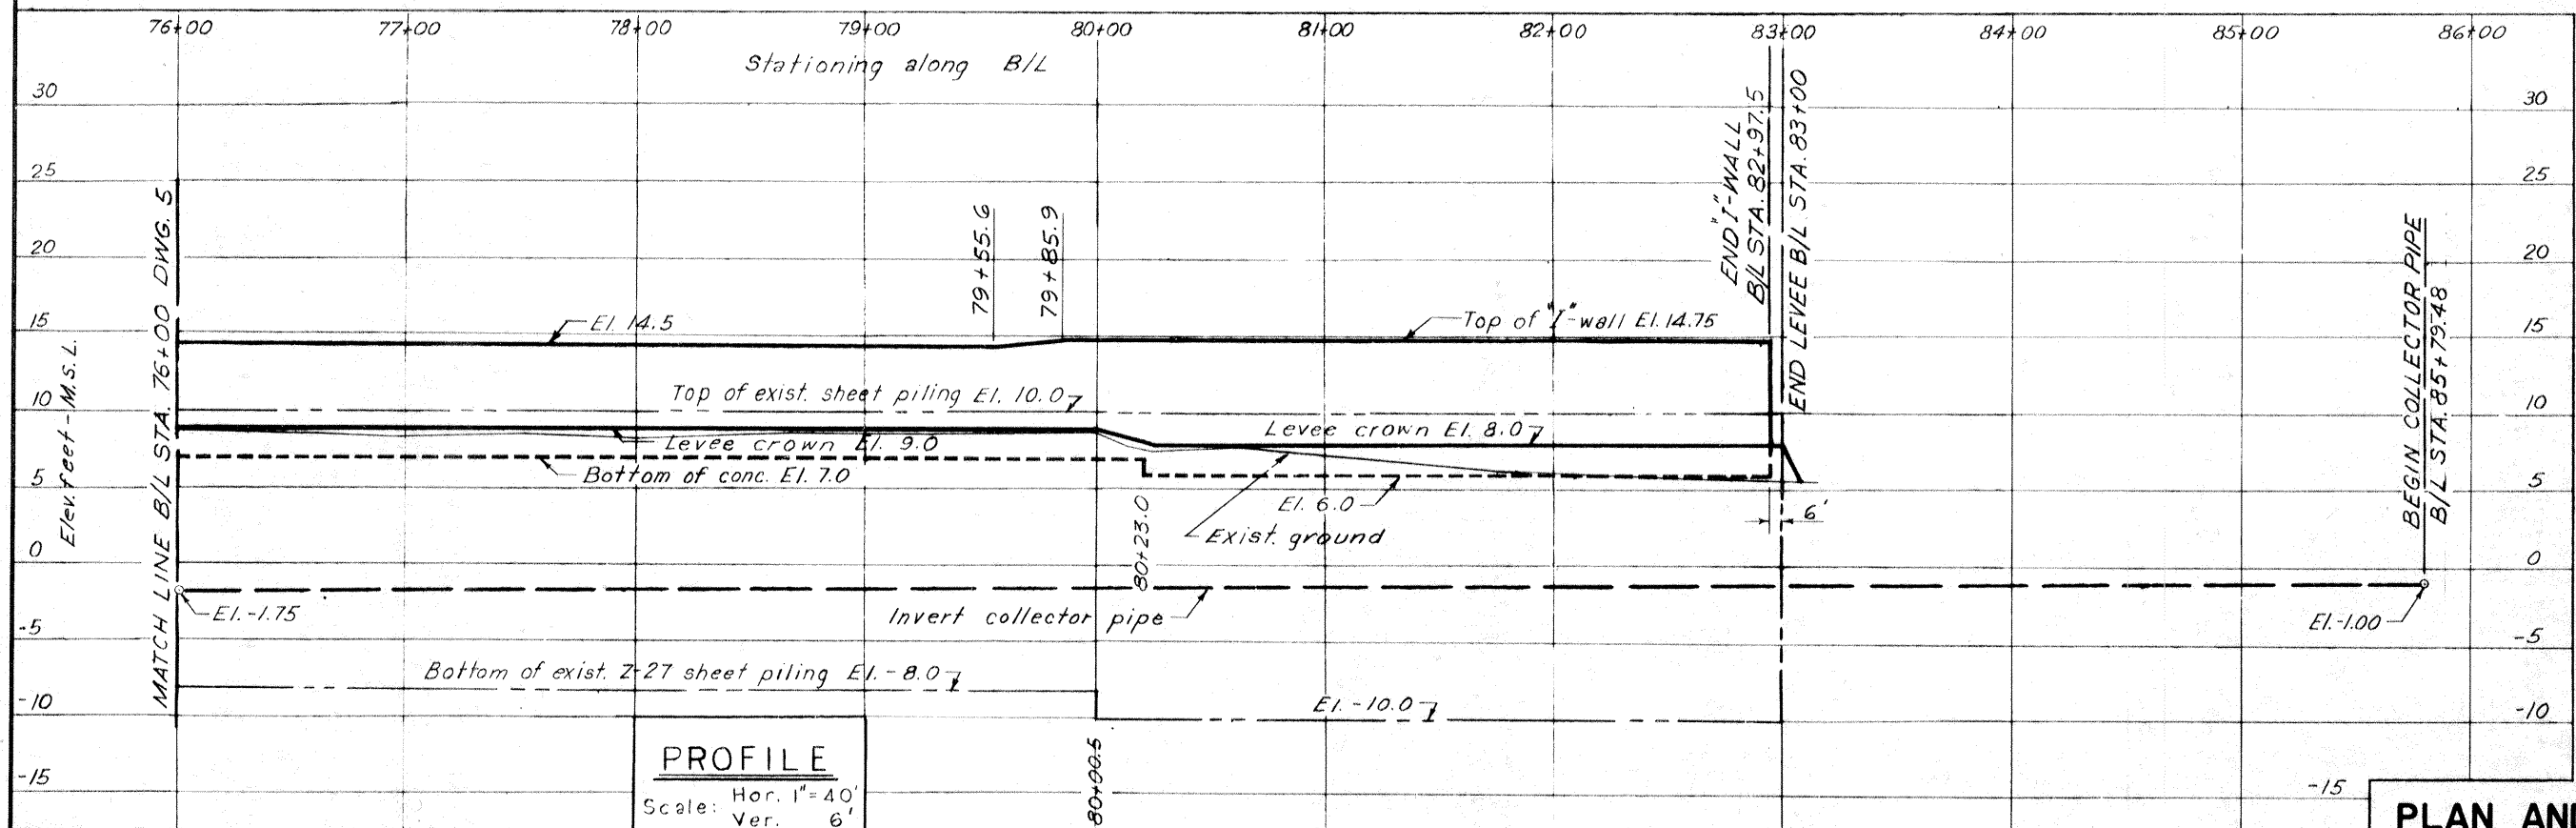 76+00 77+00 78+00 79+00 80+00 81+00 82+00 83+00 84+00 85+00 86+00
Stationing along B/L
30 30
25 25
20 20
15 15
10 10
5 5
0 0
-5 -5
-10 -10
-15 -15
Elev. feet - M.S.L.
MATCH LINE B/L STA. 76+00 DWG. 5
79+55.6
79+85.9
END "I"-WALL
B/L STA. 82+97.5
END LEVEE B/L STA. 83+00
BEGIN COLLECTOR PIPE
B/L STA. 85+79.48
El. 14.5
Top of "I"-wall El. 14.75
Top of exist. sheet piling El. 10.0
Levee crown El. 9.0
Levee crown El. 8.0
Bottom of conc. El. 7.0
El. 6.0
6'
Exist. ground
80+23.0
El. -1.75
Invert collector pipe
El. -1.00
Bottom of exist. Z-27 sheet piling El. -8.0
El. -10.0
80+00.5
PROFILE
Scale: Hor. 1"=40'
Ver. 6'
PLAN AN